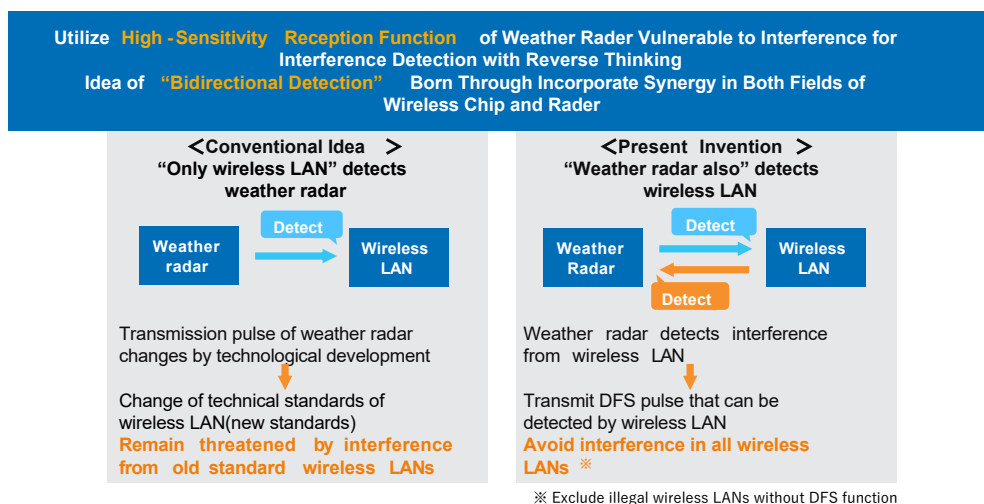 Utilize High-Sensitivity Reception Function of Weather Rader Vulnerable to Interference for
Interference Detection with Reverse Thinking
Idea of "Bidirectional Detection" Born Through Incorporate Synergy in Both Fields of
Wireless Chip and Rader
＜Conventional Idea ＞
"Only wireless LAN" detects
weather radar
Detect
Weather
radar
Wireless
LAN
Transmission pulse of weather radar
changes by technological development
Change of technical standards of
wireless LAN(new standards)
Remain threatened by interference
from old standard wireless LANs
＜Present Invention ＞
"Weather radar also" detects
wireless LAN
Detect
Weather
Radar
Wireless
LAN
Detect
Weather radar detects interference
from wireless LAN
Transmit DFS pulse that can be
detected by wireless LAN
Avoid interference in all wireless
LANs ※
※ Exclude illegal wireless LANs without DFS function